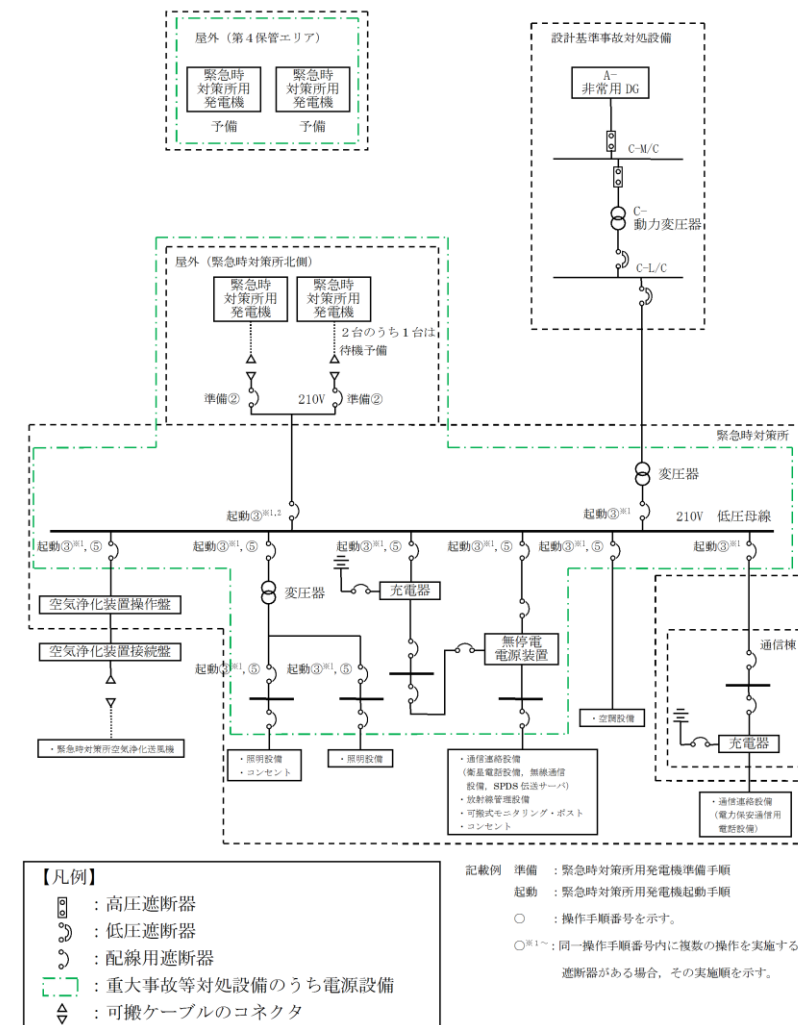 屋外（第４保管エリア）
緊急時
対策所用
発電機
緊急時
対策所用
発電機
予備
予備
設計基準事故対処設備
A-
非常用 DG
C-M/C
C-
動力変圧器
C-L/C
屋外（緊急時対策所北側）
緊急時
対策所用
発電機
緊急時
対策所用
発電機
２台のうち１台は
待機予備
準備②
210V
準備②
緊急時対策所
変圧器
起動③※1,2
起動③※1
210V 低圧母線
起動③※1, ⑤
起動③※1, ⑤
起動③※1, ⑤
起動③※1, ⑤
起動③※1, ⑤
起動③※1
空気浄化装置操作盤
変圧器
充電器
無停電
電源装置
通信棟
空気浄化装置接続盤
起動③※1, ⑤
起動③※1, ⑤
・緊急時対策所空気浄化送風機
・照明設備
・コンセント
・照明設備
・通信連絡設備
（衛星電話設備，無線通信
設備，SPDS 伝送サーバ）
・放射線管理設備
・可搬式モニタリング・ポスト
・コンセント
・空調設備
充電器
・通信連絡設備
（電力保安通信用
電話設備）
【凡例】
：高圧遮断器
：低圧遮断器
：配線用遮断器
：重大事故等対処設備のうち電源設備
：可搬ケーブルのコネクタ
記載例 準備 ：緊急時対策所用発電機準備手順
起動 ：緊急時対策所用発電機起動手順
○ ：操作手順番号を示す。
○※1～：同一操作手順番号内に複数の操作を実施する
遮断器がある場合，その実施順を示す。